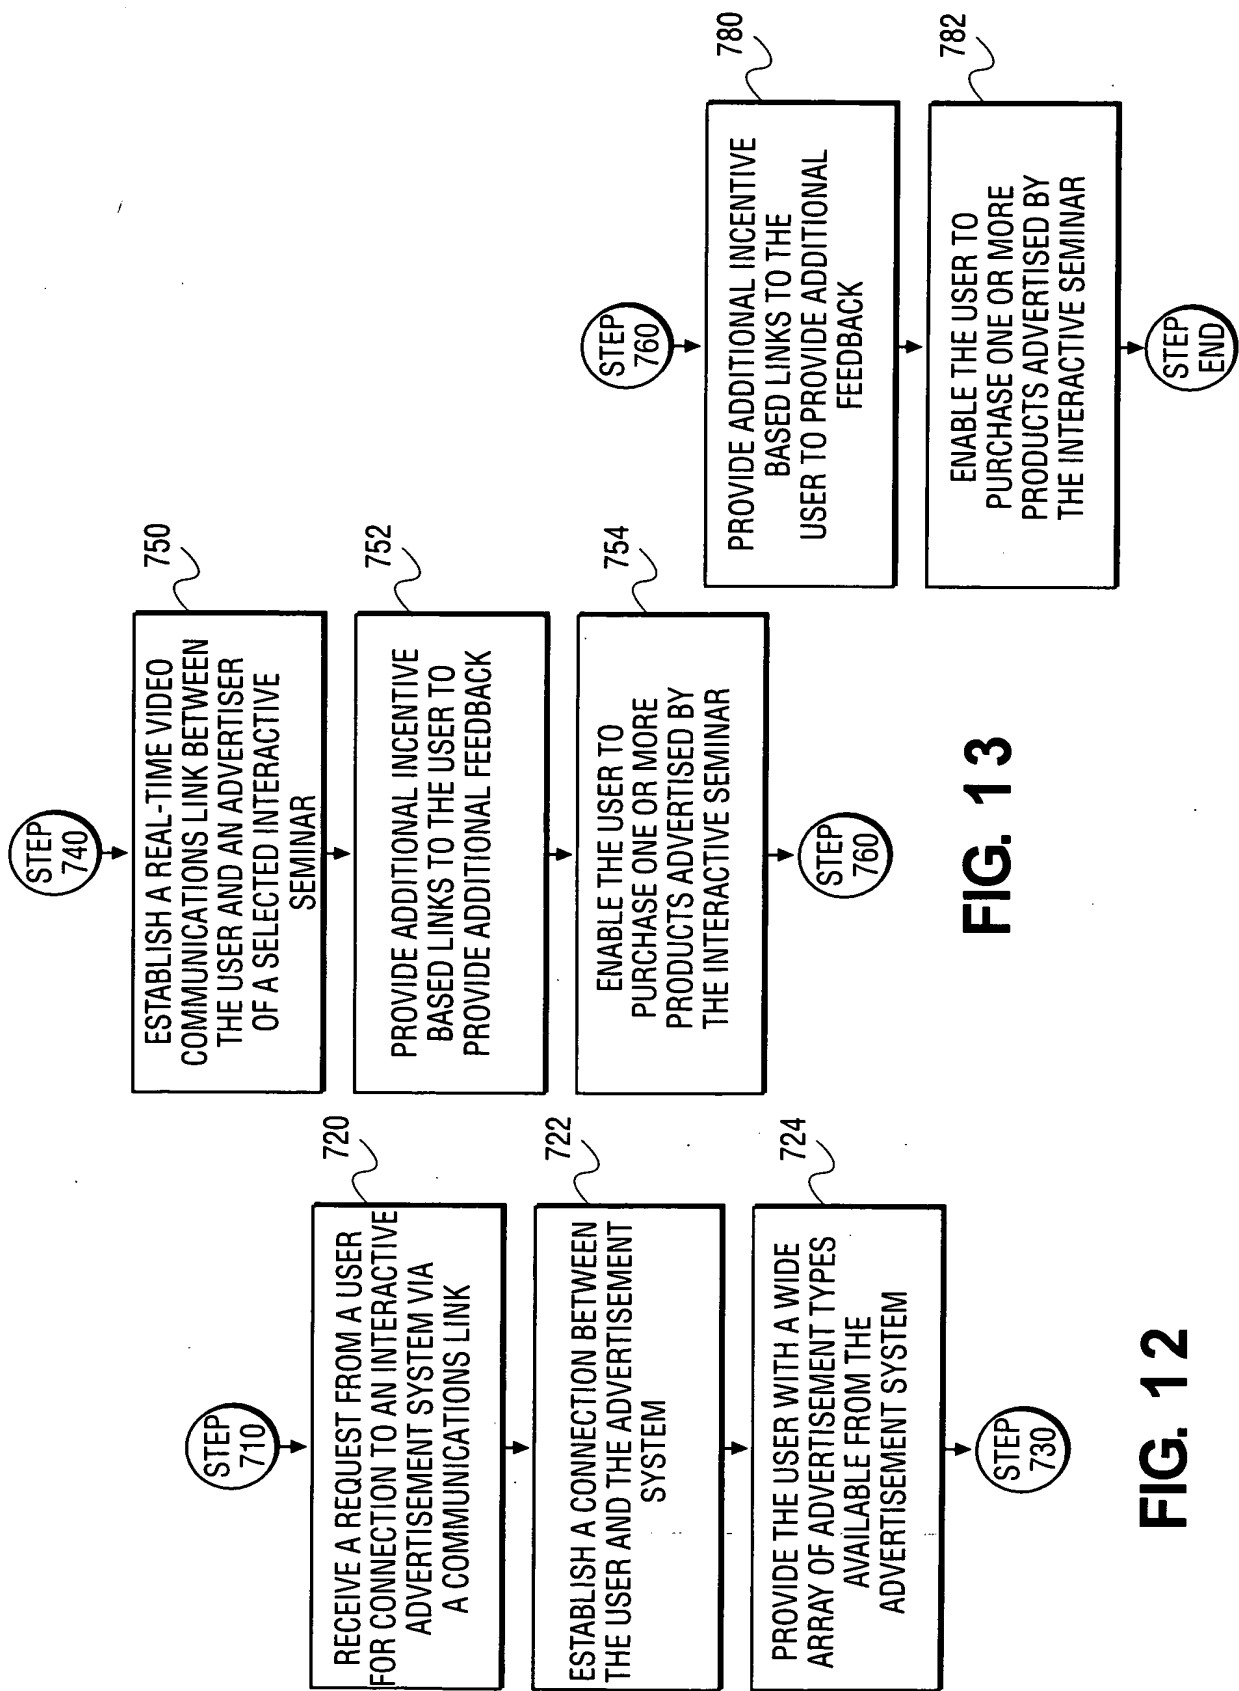 STEP
710
720
RECEIVE A REQUEST FROM A USER
FOR CONNECTION TO AN INTERACTIVE
ADVERTISEMENT SYSTEM VIA
A COMMUNICATIONS LINK
722
ESTABLISH A CONNECTION BETWEEN
THE USER AND THE ADVERTISEMENT
SYSTEM
724
PROVIDE THE USER WITH A WIDE
ARRAY OF ADVERTISEMENT TYPES
AVAILABLE FROM THE
ADVERTISEMENT SYSTEM
STEP
730
FIG. 12
STEP
740
750
ESTABLISH A REAL-TIME VIDEO
COMMUNICATIONS LINK BETWEEN
THE USER AND AN ADVERTISER
OF A SELECTED INTERACTIVE
SEMINAR
752
PROVIDE ADDITIONAL INCENTIVE
BASED LINKS TO THE USER TO
PROVIDE ADDITIONAL FEEDBACK
754
ENABLE THE USER TO
PURCHASE ONE OR MORE
PRODUCTS ADVERTISED BY
THE INTERACTIVE SEMINAR
STEP
760
FIG. 13
STEP
760
780
PROVIDE ADDITIONAL INCENTIVE
BASED LINKS TO THE
USER TO PROVIDE ADDITIONAL
FEEDBACK
782
ENABLE THE USER TO
PURCHASE ONE OR MORE
PRODUCTS ADVERTISED BY
THE INTERACTIVE SEMINAR
STEP
END